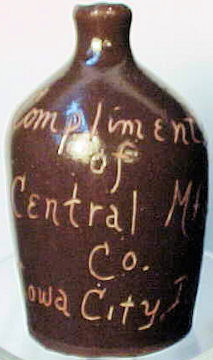 Compliments
of
Central Mt
Co.
Iowa City, I